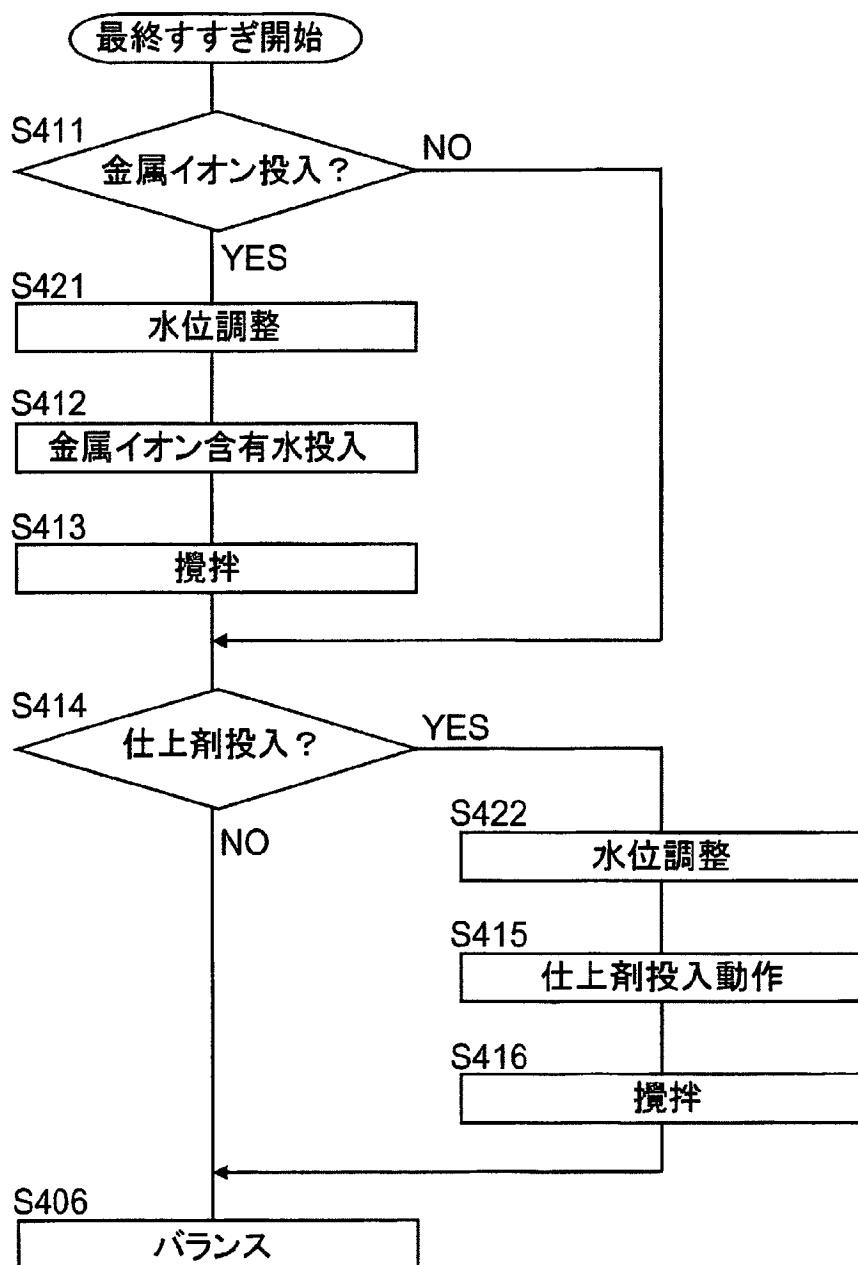 最終すすぎ開始
S411
金属イオン投入？
NO
YES
S421
水位調整
S412
金属イオン含有水投入
S413
攪拌
S414
仕上剤投入？
YES
NO
S422
水位調整
S415
仕上剤投入動作
S416
攪拌
S406
バランス